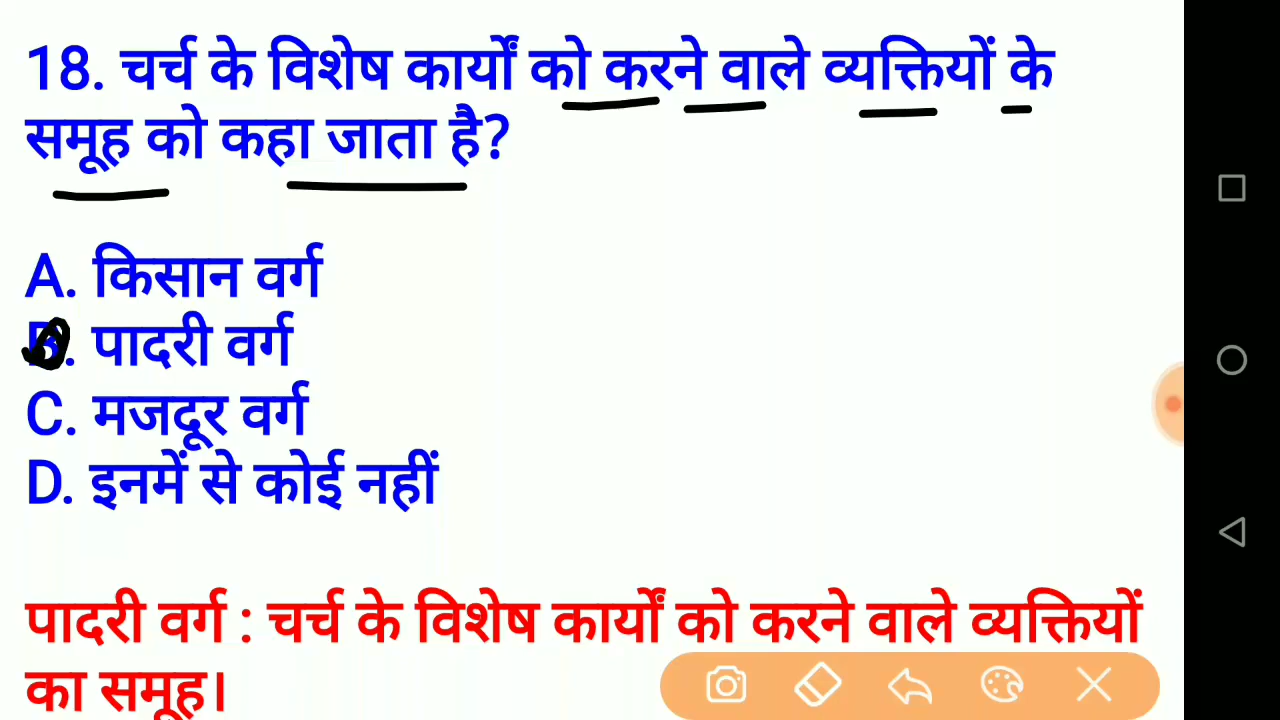 18. चर्च के विशेष कार्यों को करने वाले व्यक्तियों के
समूह को कहा जाता है?
A. किसान वर्ग
B. पादरी वर्ग
C. मजदूर वर्ग
D. इनमें से कोई नहीं
पादरी वर्ग : चर्च के विशेष कार्यों को करने वाले व्यक्तियों
का समूह।